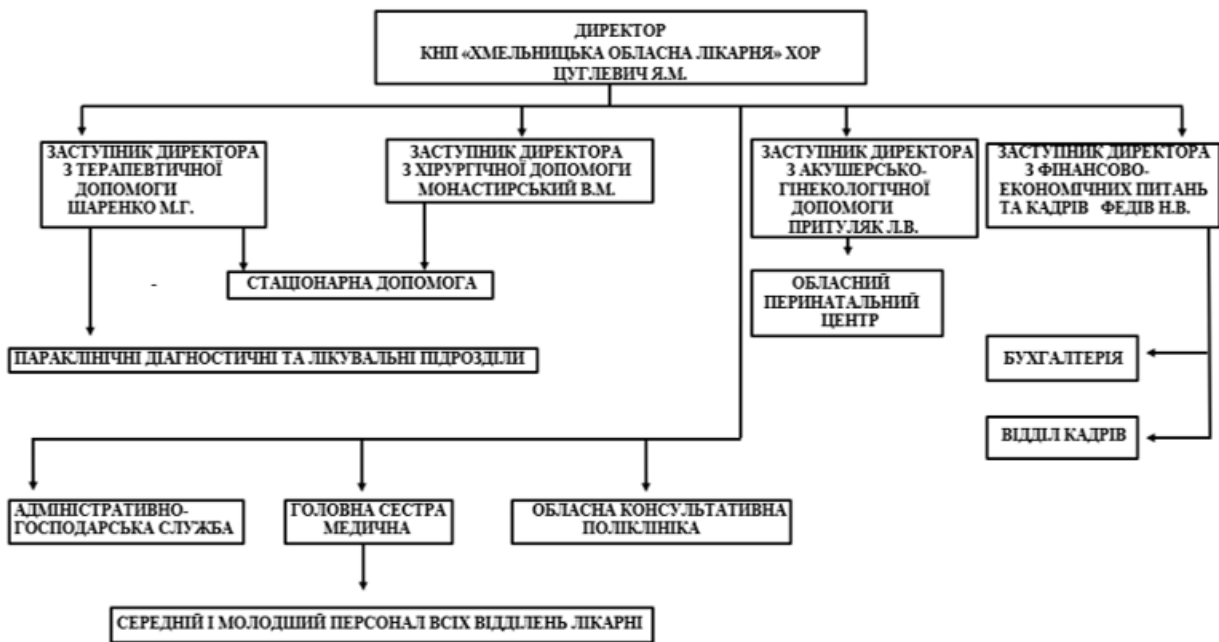 ДИРЕКТОР
КНП «ХМЕЛЬНИЦЬКА ОБЛАСНА ЛІКАРНЯ» ХОР
ЦУГЛЕВИЧ Я.М.
ЗАСТУПНИК ДИРЕКТОРА
З ТЕРАПЕВТИЧНОЇ
ДОПОМОГИ
ШАРЕНКО М.Г.
ЗАСТУПНИК ДИРЕКТОРА
З ХІРУРГІЧНОЇ ДОПОМОГИ
МОНАСТИРСЬКИЙ В.М.
ЗАСТУПНИК ДИРЕКТОРА
З АКУШЕРСЬКО-
ГІНЕКОЛОГІЧНОЇ
ДОПОМОГИ
ПРИТУЛЯК Л.В.
ЗАСТУПНИК ДИРЕКТОРА
З ФІНАНСОВО-
ЕКОНОМІЧНИХ ПИТАНЬ
ТА КАДРІВ ФЕДІВ Н.В.
-
СТАЦІОНАРНА ДОПОМОГА
ОБЛАСНИЙ
ПЕРИНАТАЛЬНИЙ
ЦЕНТР
ПАРАКЛІНІЧНІ ДІАГНОСТИЧНІ ТА ЛІКУВАЛЬНІ ПІДРОЗДІЛИ
БУХГАЛТЕРІЯ
ВІДДІЛ КАДРІВ
АДМІНІСТРАТИВНО-
ГОСПОДАРСЬКА СЛУЖБА
ГОЛОВНА СЕСТРА
МЕДИЧНА
ОБЛАСНА КОНСУЛЬТАТИВНА
ПОЛІКЛІНІКА
СЕРЕДНІЙ І МОЛОДШИЙ ПЕРСОНАЛ ВСІХ ВІДДІЛЕНЬ ЛІКАРНІ